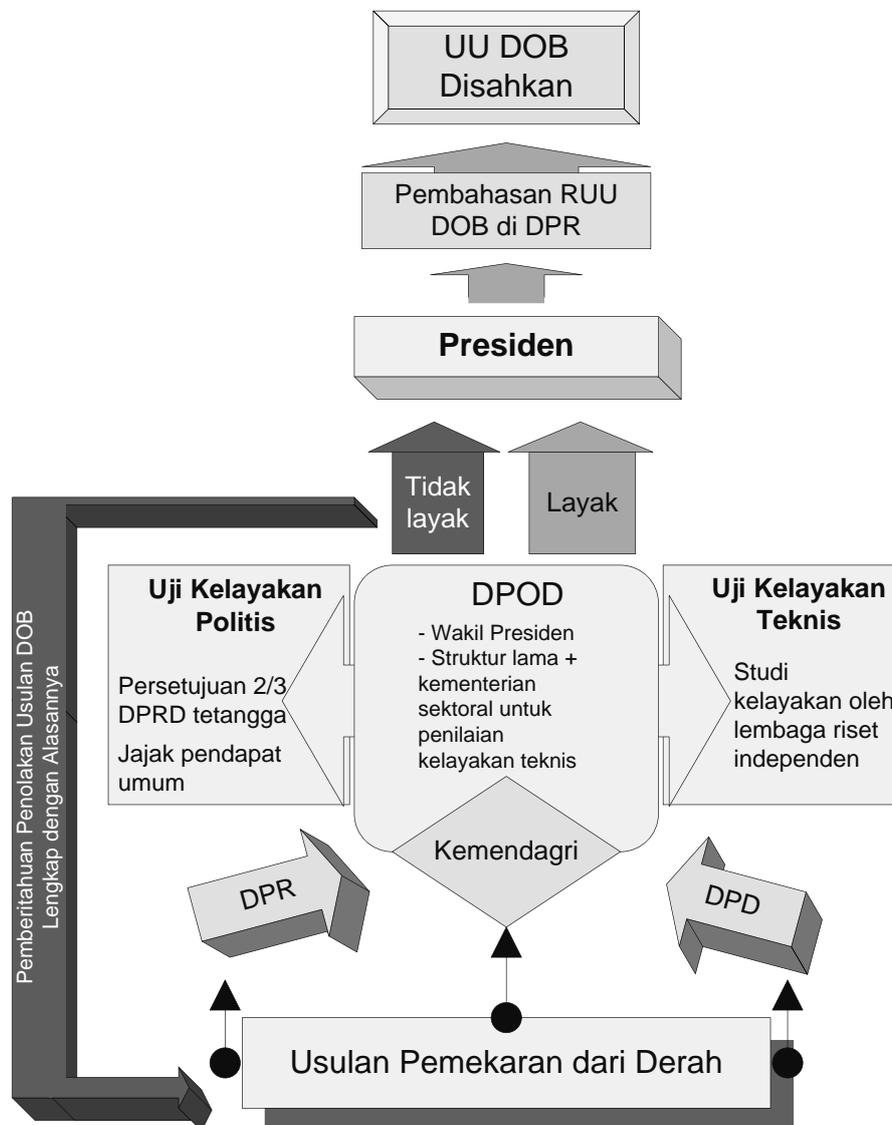 UU DOB
Disahkan
Pembahasan RUU
DOB di DPR
Presiden
Tidak
layak
Layak
Pemberitahuan Penolakan Usulan DOB
Lengkap dengan Alasannya
Uji Kelayakan
Politis
Persetujuan 2/3
DPRD tetangga
Jajak pendapat
umum
DPOD
- Wakil Presiden
- Struktur lama +
kementerian
sektoral untuk
penilaian
kelayakan teknis
Uji Kelayakan
Teknis
Studi
kelayakan oleh
lembaga riset
independen
Kemendagri
DPR
DPD
Usulan Pemekaran dari Derah